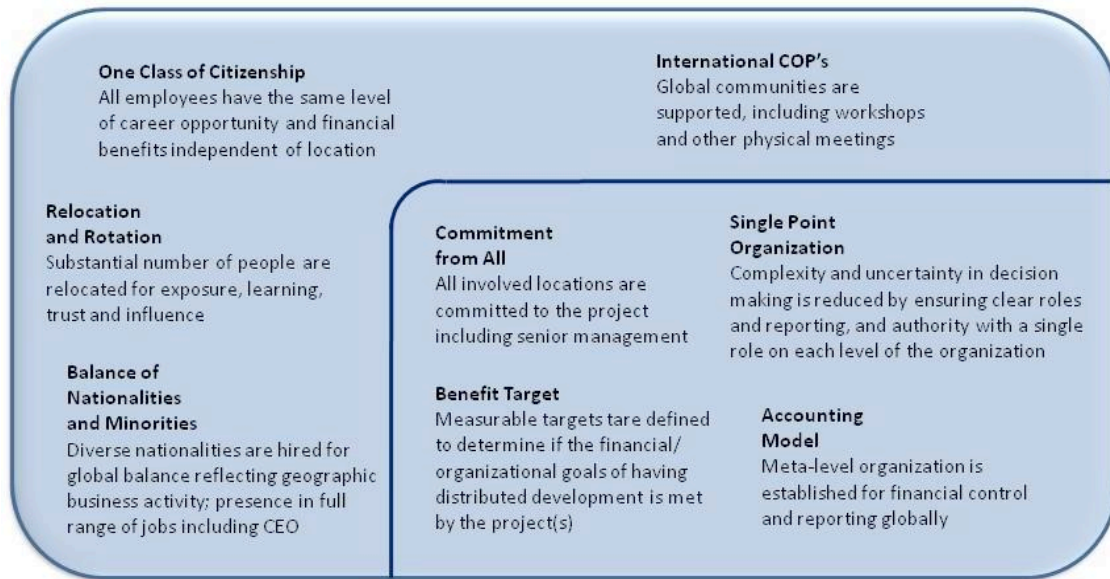 One Class of Citizenship
All employees have the same level
of career opportunity and financial
benefits independent of location
International COP's
Global communities are
supported, including workshops
and other physical meetings
Relocation
and Rotation
Substantial number of people are
relocated for exposure, learning,
trust and influence
Commitment
from All
All involved locations are
committed to the project
including senior management
Single Point
Organization
Complexity and uncertainty in decision
making is reduced by ensuring clear roles
and reporting, and authority with a single
role on each level of the organization
Balance of
Nationalities
and Minorities
Diverse nationalities are hired for
global balance reflecting geographic
business activity; presence in full
range of jobs including CEO
Benefit Target
Measurable targets tare defined
to determine if the financial/
organizational goals of having
distributed development is met
by the project(s)
Accounting
Model
Meta-level organization is
established for financial control
and reporting globally